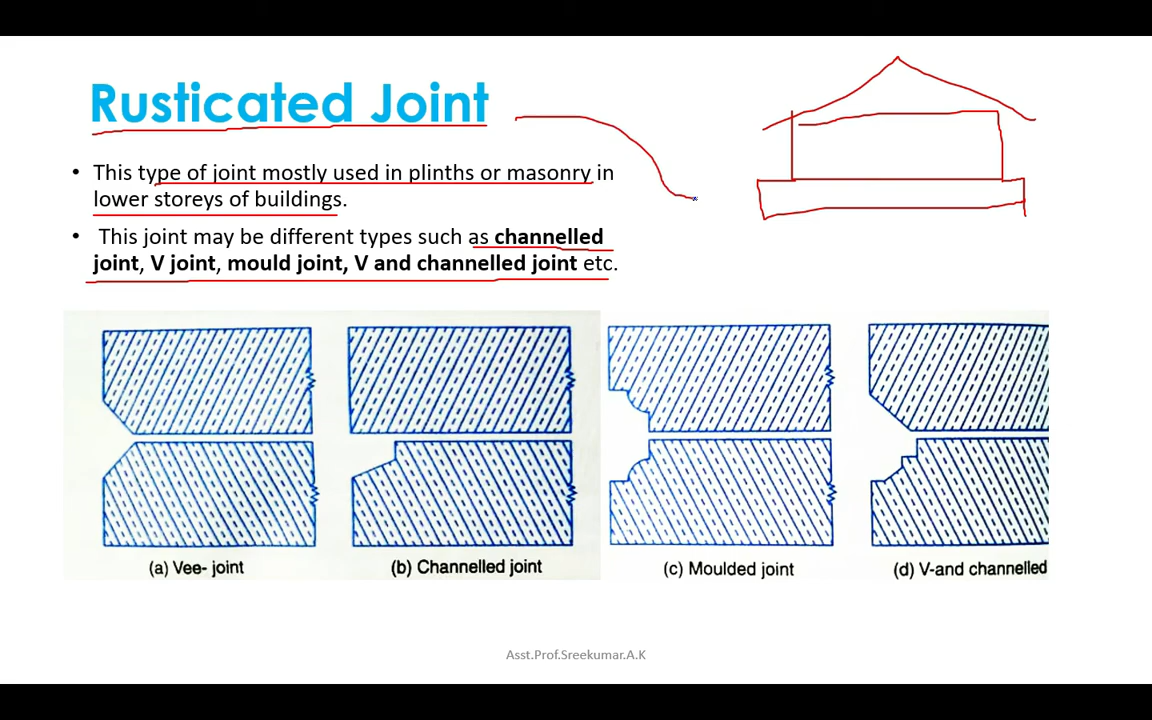 Rusticated Joint
• This type of joint mostly used in plinths or masonry in
lower storeys of buildings.
• This joint may be different types such as channelled
joint, V joint, mould joint, V and channelled joint etc.
(a) Vee- joint
(b) Channelled joint
(c) Moulded joint
(d) V-and channelled
Asst.Prof.Sreekumar.A.K